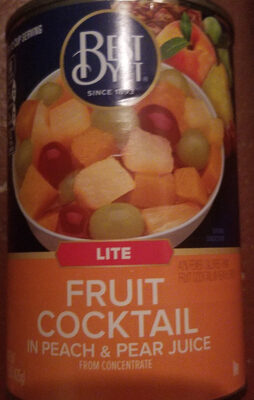 BEST
YET
SINCE 1893
LITE
FRUIT
COCKTAIL
IN PEACH & PEAR JUICE
FROM CONCENTRATE